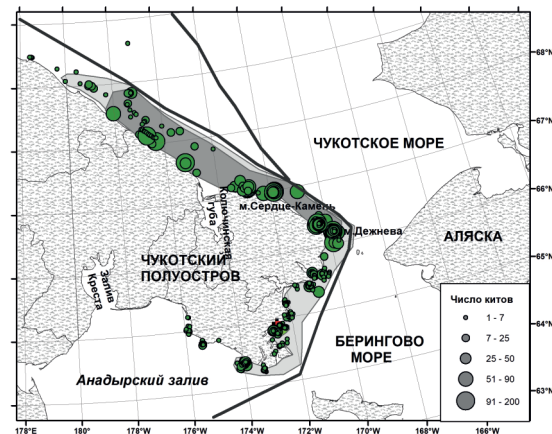 68°N
67°N
ЧУКОТСКОЕ МОРЕ
66°N
м.Сердце-Камень
Колючинская
Губа
м.Дежнева
АЛЯСКА
ЧУКОТСКИЙ
ПОЛУОСТРОВ
65°N
Залив
Креста
Число китов
1 - 7
7 - 25
25 - 50
51 - 90
91 - 200
64°N
БЕРИНГОВО
МОРЕ
Анадырский залив
63°N
178°E 180° 178°W 176°W 174°W 172°W 170°W 168°W 166°W